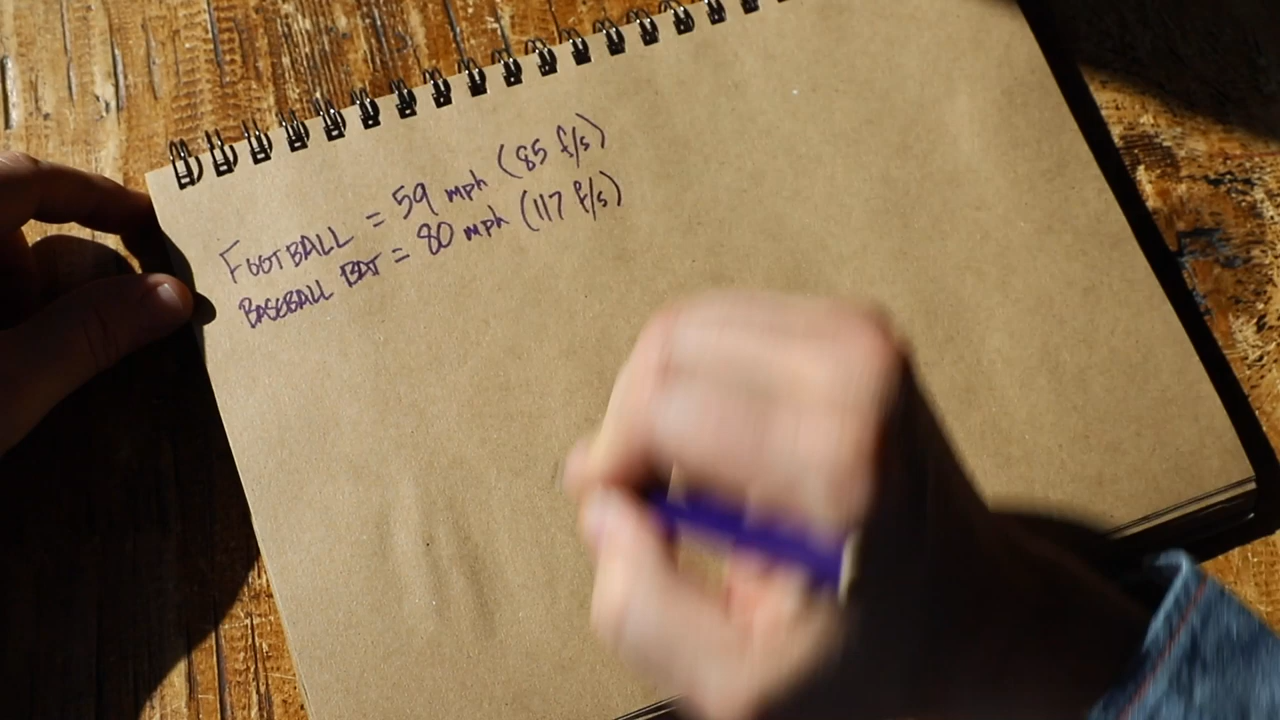 FOOTBALL = 59 mph (85 f/s)
BASEBALL BAT = 80 mph (117 f/s)